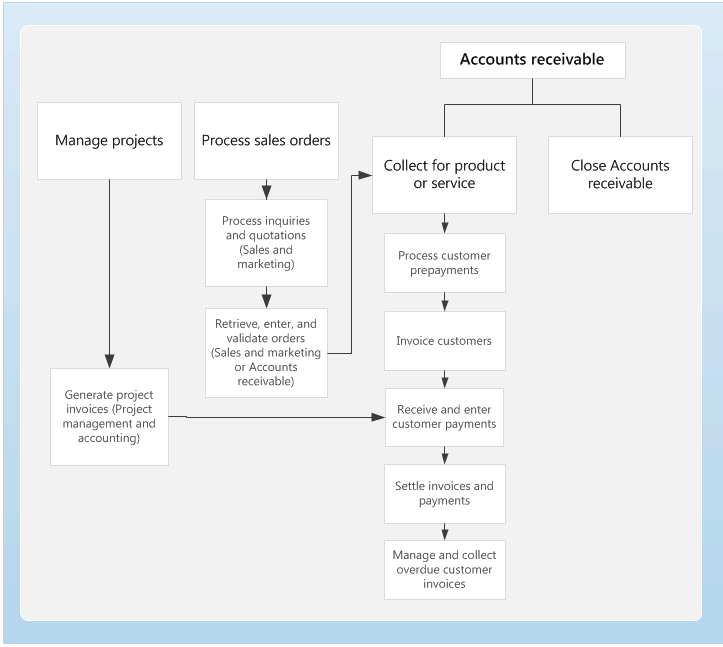 Accounts receivable
Manage projects
Process sales orders
Collect for product
or service
Close Accounts
receivable
Process inquiries
and quotations
(Sales and
marketing)
Process customer
prepayments
Retrieve, enter, and
validate orders
(Sales and marketing
or Accounts
receivable)
Invoice customers
Generate project
invoices (Project
management and
accounting)
Receive and enter
customer payments
Settle invoices and
payments
Manage and collect
overdue customer
invoices